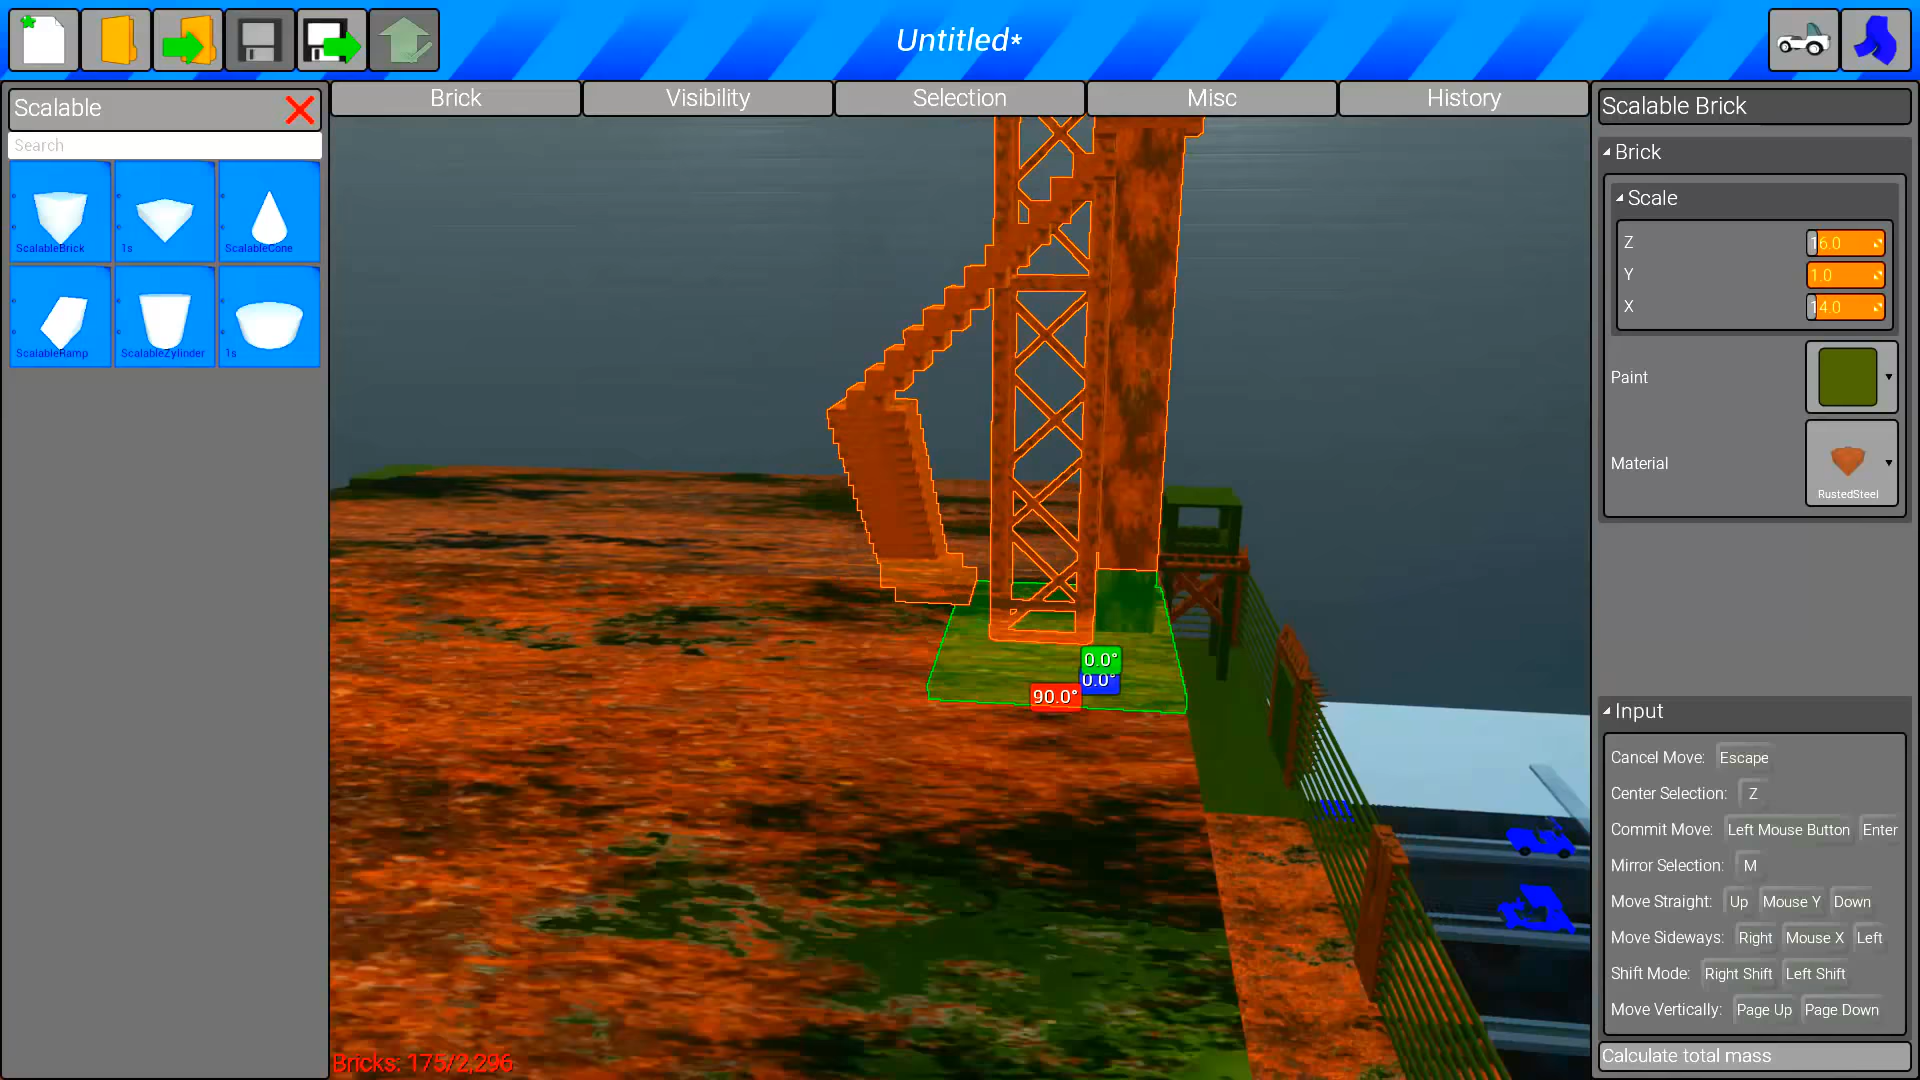 Untitled*
Scalable
Search
ScalableBrick
1s
ScalableCone
ScalableRamp
ScalableZylinder
1s
Brick
Visibility
Selection
Misc
History
0.0°
0.0°
90.0°
Bricks: 175/2,296
Scalable Brick
Brick
Scale
Z 16.0
Y 1.0
X 14.0
Paint
Material
RustedSteel
Input
Cancel Move: Escape
Center Selection: Z
Commit Move: Left Mouse Button Enter
Mirror Selection: M
Move Straight: Up Mouse Y Down
Move Sideways: Right Mouse X Left
Shift Mode: Right Shift Left Shift
Move Vertically: Page Up Page Down
Calculate total mass